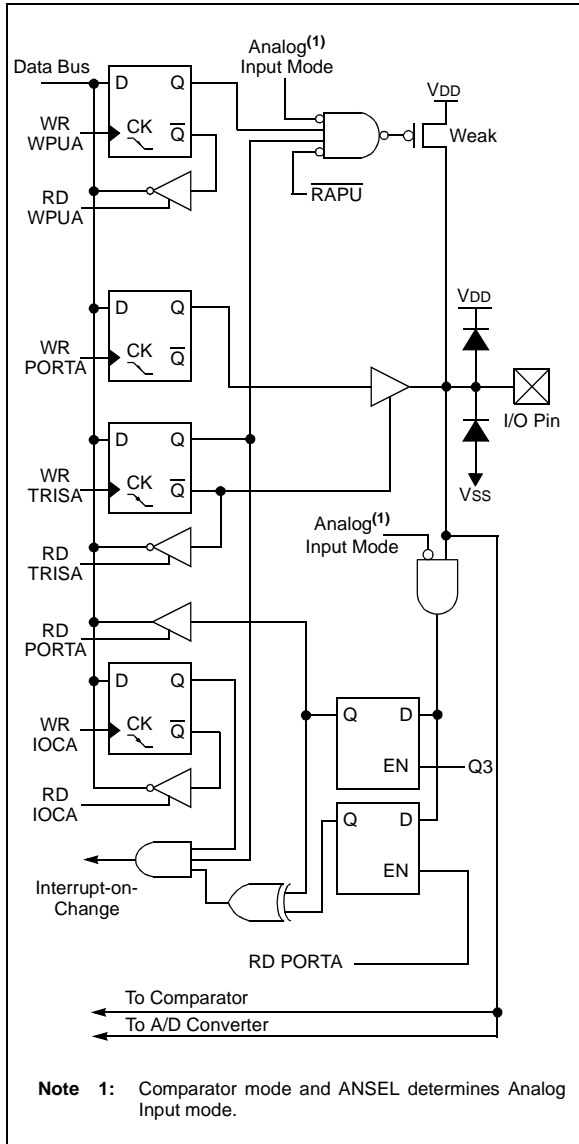 Analog(1)
Input Mode
Data Bus
D Q
VDD
WR
WPUA
CK Q
Weak
RD
WPUA
RAPU
D Q
VDD
WR
PORTA
CK Q
I/O Pin
D Q
WR
TRISA
CK Q
VSS
Analog(1)
Input Mode
RD
TRISA
RD
PORTA
D Q
Q D
WR
IOCA
CK Q
EN
Q3
RD
IOCA
Q D
EN
Interrupt-on-
Change
RD PORTA
To Comparator
To A/D Converter
Note 1: Comparator mode and ANSEL determines Analog
Input mode.